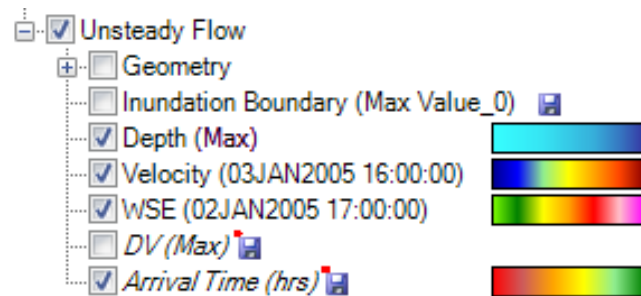 Unsteady Flow
Geometry
Inundation Boundary (Max Value_0)
Depth (Max)
Velocity (03JAN2005 16:00:00)
WSE (02JAN2005 17:00:00)
DV (Max)
Arrival Time (hrs)